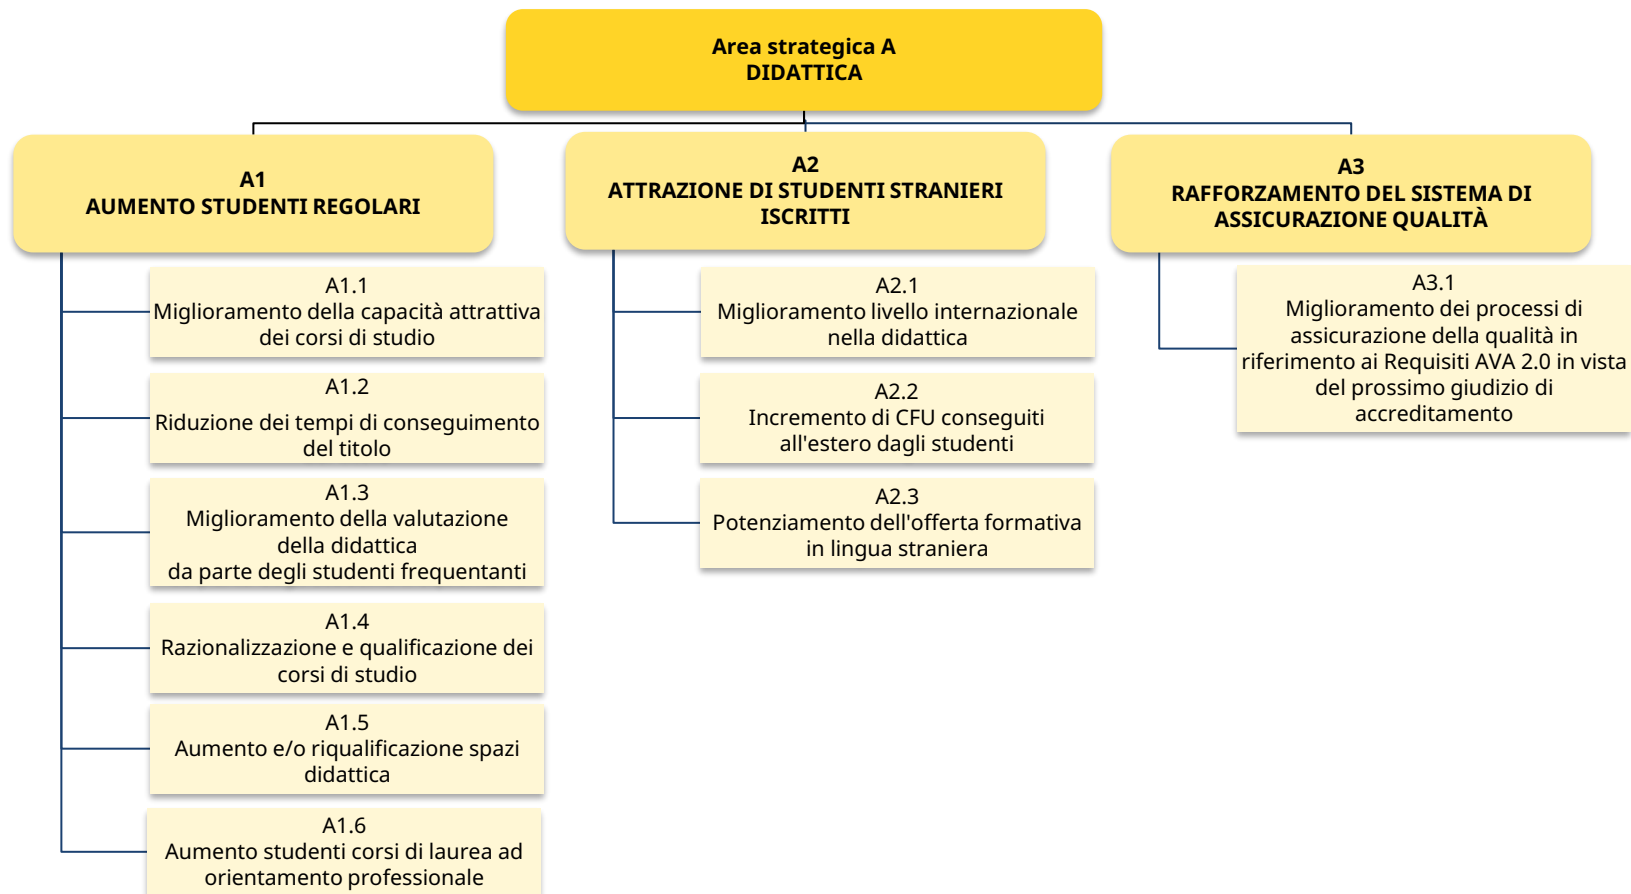 Area strategica A
DIDATTICA
A1
AUMENTO STUDENTI REGOLARI
A1.1
Miglioramento della capacità attrattiva
dei corsi di studio
A1.2
Riduzione dei tempi di conseguimento
del titolo
A1.3
Miglioramento della valutazione
della didattica
da parte degli studenti frequentanti
A1.4
Razionalizzazione e qualificazione dei
corsi di studio
A1.5
Aumento e/o riqualificazione spazi
didattica
A1.6
Aumento studenti corsi di laurea ad
orientamento professionale
A2
ATTRAZIONE DI STUDENTI STRANIERI
ISCRITTI
A2.1
Miglioramento livello internazionale
nella didattica
A2.2
Incremento di CFU conseguiti
all'estero dagli studenti
A2.3
Potenziamento dell'offerta formativa
in lingua straniera
A3
RAFFORZAMENTO DEL SISTEMA DI
ASSICURAZIONE QUALITÀ
A3.1
Miglioramento dei processi di
assicurazione della qualità in
riferimento ai Requisiti AVA 2.0 in vista
del prossimo giudizio di
accreditamento